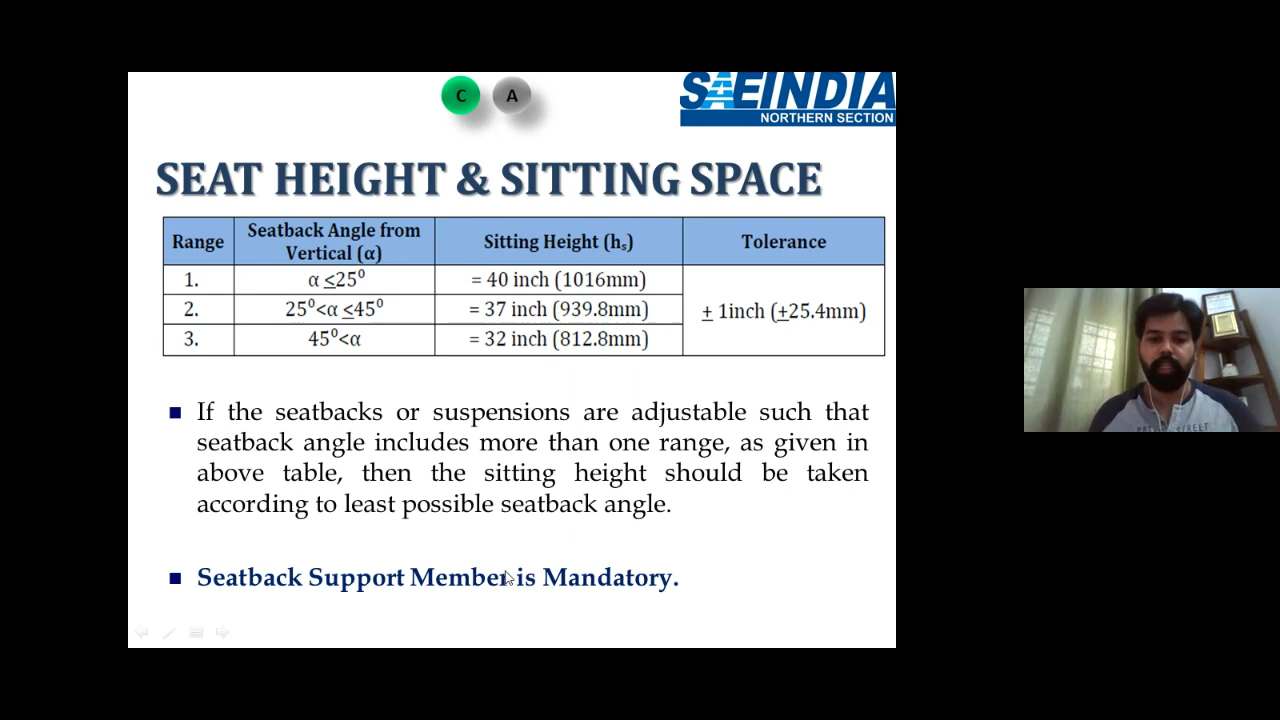 C A
SAEINDIA
NORTHERN SECTION
SEAT HEIGHT & SITTING SPACE
Range Seatback Angle from Vertical (α) Sitting Height (hs) Tolerance
1. α ≤25⁰ = 40 inch (1016mm)
2. 25⁰<α ≤45⁰ = 37 inch (939.8mm) ± 1inch (±25.4mm)
3. 45⁰<α = 32 inch (812.8mm)
■ If the seatbacks or suspensions are adjustable such that
seatback angle includes more than one range, as given in
above table, then the sitting height should be taken
according to least possible seatback angle.
■ Seatback Support Member is Mandatory.
STREET